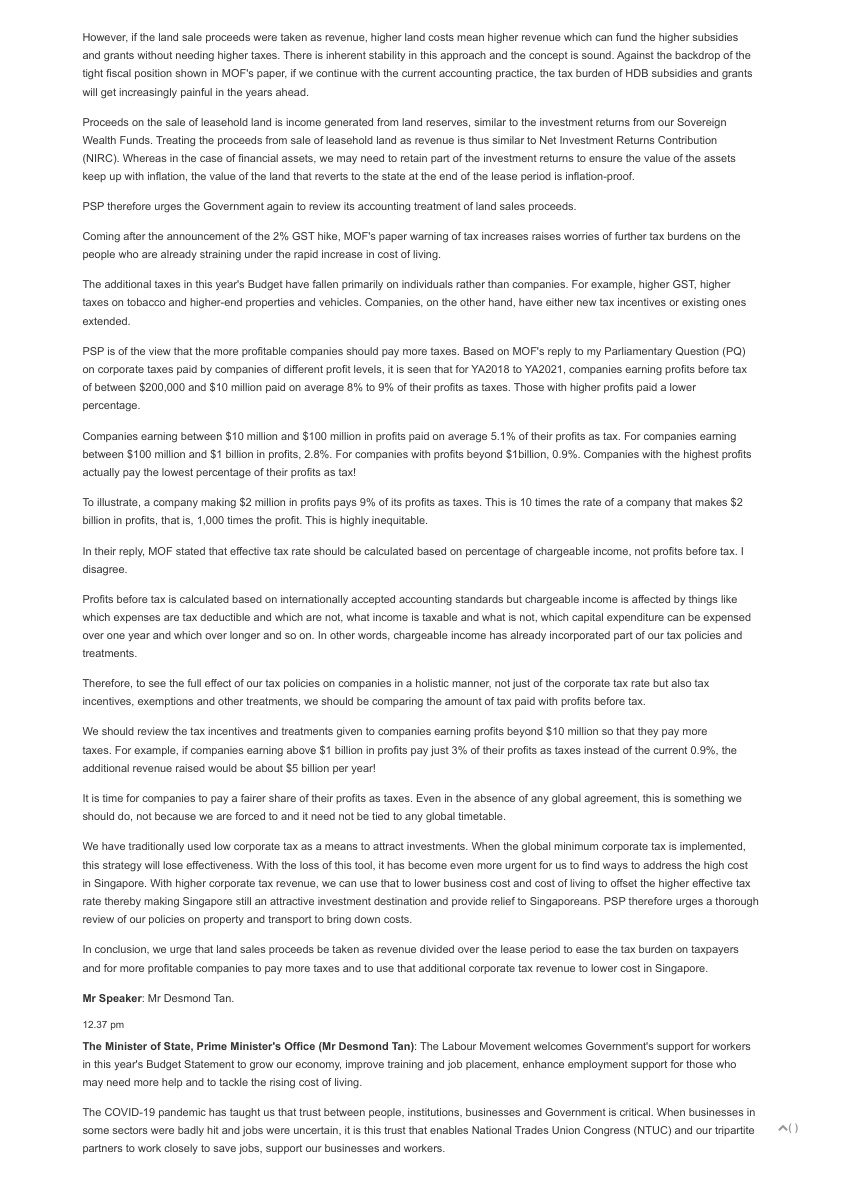 However, if the land sale proceeds were taken as revenue, higher land costs mean higher revenue which can fund the higher subsidies
and grants without needing higher taxes. There is inherent stability in this approach and the concept is sound. Against the backdrop of the
tight fiscal position shown in MOF's paper, if we continue with the current accounting practice, the tax burden of HDB subsidies and grants
will get increasingly painful in the years ahead.
Proceeds on the sale of leasehold land is income generated from land reserves, similar to the investment returns from our Sovereign
Wealth Funds. Treating the proceeds from sale of leasehold land as revenue is thus similar to Net Investment Returns Contribution
(NIRC). Whereas in the case of financial assets, we may need to retain part of the investment returns to ensure the value of the assets
keep up with inflation, the value of the land that reverts to the state at the end of the lease period is inflation-proof.
PSP therefore urges the Government again to review its accounting treatment of land sales proceeds.
Coming after the announcement of the 2% GST hike, MOF's paper warning of tax increases raises worries of further tax burdens on the
people who are already straining under the rapid increase in cost of living.
The additional taxes in this year's Budget have fallen primarily on individuals rather than companies. For example, higher GST, higher
taxes on tobacco and higher-end properties and vehicles. Companies, on the other hand, have either new tax incentives or existing ones
extended.
PSP is of the view that the more profitable companies should pay more taxes. Based on MOF's reply to my Parliamentary Question (PQ)
on corporate taxes paid by companies of different profit levels, it is seen that for YA2018 to YA2021, companies earning profits before tax
of between $200,000 and $10 million paid on average 8% to 9% of their profits as taxes. Those with higher profits paid a lower
percentage.
Companies earning between $10 million and $100 million in profits paid on average 5.1% of their profits as tax. For companies earning
between $100 million and $1 billion in profits, 2.8%. For companies with profits beyond $1billion, 0.9%. Companies with the highest profits
actually pay the lowest percentage of their profits as tax!
To illustrate, a company making $2 million in profits pays 9% of its profits as taxes. This is 10 times the rate of a company that makes $2
billion in profits, that is, 1,000 times the profit. This is highly inequitable.
In their reply, MOF stated that effective tax rate should be calculated based on percentage of chargeable income, not profits before tax. I
disagree.
Profits before tax is calculated based on internationally accepted accounting standards but chargeable income is affected by things like
which expenses are tax deductible and which are not, what income is taxable and what is not, which capital expenditure can be expensed
over one year and which over longer and so on. In other words, chargeable income has already incorporated part of our tax policies and
treatments.
Therefore, to see the full effect of our tax policies on companies in a holistic manner, not just of the corporate tax rate but also tax
incentives, exemptions and other treatments, we should be comparing the amount of tax paid with profits before tax.
We should review the tax incentives and treatments given to companies earning profits beyond $10 million so that they pay more
taxes. For example, if companies earning above $1 billion in profits pay just 3% of their profits as taxes instead of the current 0.9%, the
additional revenue raised would be about $5 billion per year!
It is time for companies to pay a fairer share of their profits as taxes. Even in the absence of any global agreement, this is something we
should do, not because we are forced to and it need not be tied to any global timetable.
We have traditionally used low corporate tax as a means to attract investments. When the global minimum corporate tax is implemented,
this strategy will lose effectiveness. With the loss of this tool, it has become even more urgent for us to find ways to address the high cost
in Singapore. With higher corporate tax revenue, we can use that to lower business cost and cost of living to offset the higher effective tax
rate thereby making Singapore still an attractive investment destination and provide relief to Singaporeans. PSP therefore urges a thorough
review of our policies on property and transport to bring down costs.
In conclusion, we urge that land sales proceeds be taken as revenue divided over the lease period to ease the tax burden on taxpayers
and for more profitable companies to pay more taxes and to use that additional corporate tax revenue to lower cost in Singapore.
Mr Speaker: Mr Desmond Tan.
12.37 pm
The Minister of State, Prime Minister's Office (Mr Desmond Tan): The Labour Movement welcomes Government's support for workers
in this year's Budget Statement to grow our economy, improve training and job placement, enhance employment support for those who
may need more help and to tackle the rising cost of living.
The COVID-19 pandemic has taught us that trust between people, institutions, businesses and Government is critical. When businesses in
some sectors were badly hit and jobs were uncertain, it is this trust that enables National Trades Union Congress (NTUC) and our tripartite
partners to work closely to save jobs, support our businesses and workers.
( )